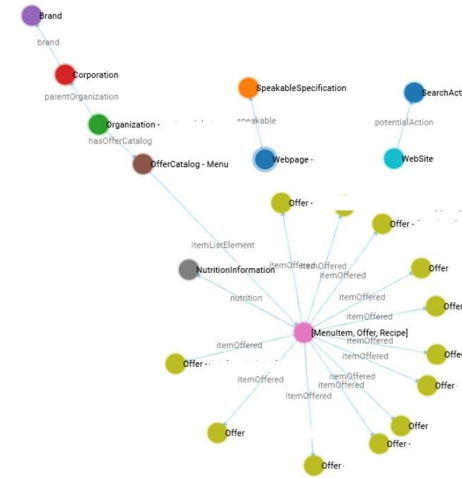 Brand
brand
Corporation
parentOrganization
SpeakableSpecification
SearchAct
Organization -
speakable
potentialAction
hasOfferCatalog
OfferCatalog - Menu
Webpage -
WebSite
Offer -
Offer -
itemListElement
NutritionInformation
itemOffered
itemOffered
itemOffered
Offer
nutrition
itemOffered
Offer
itemOffered
[MenuItem, Offer, Recipe]
itemOffered
itemOffered
itemOffered
Offer
Offer -
itemOffered
itemOffered
itemOffered
Offer
itemOffered
Offer
Offer
Offer -
Offer